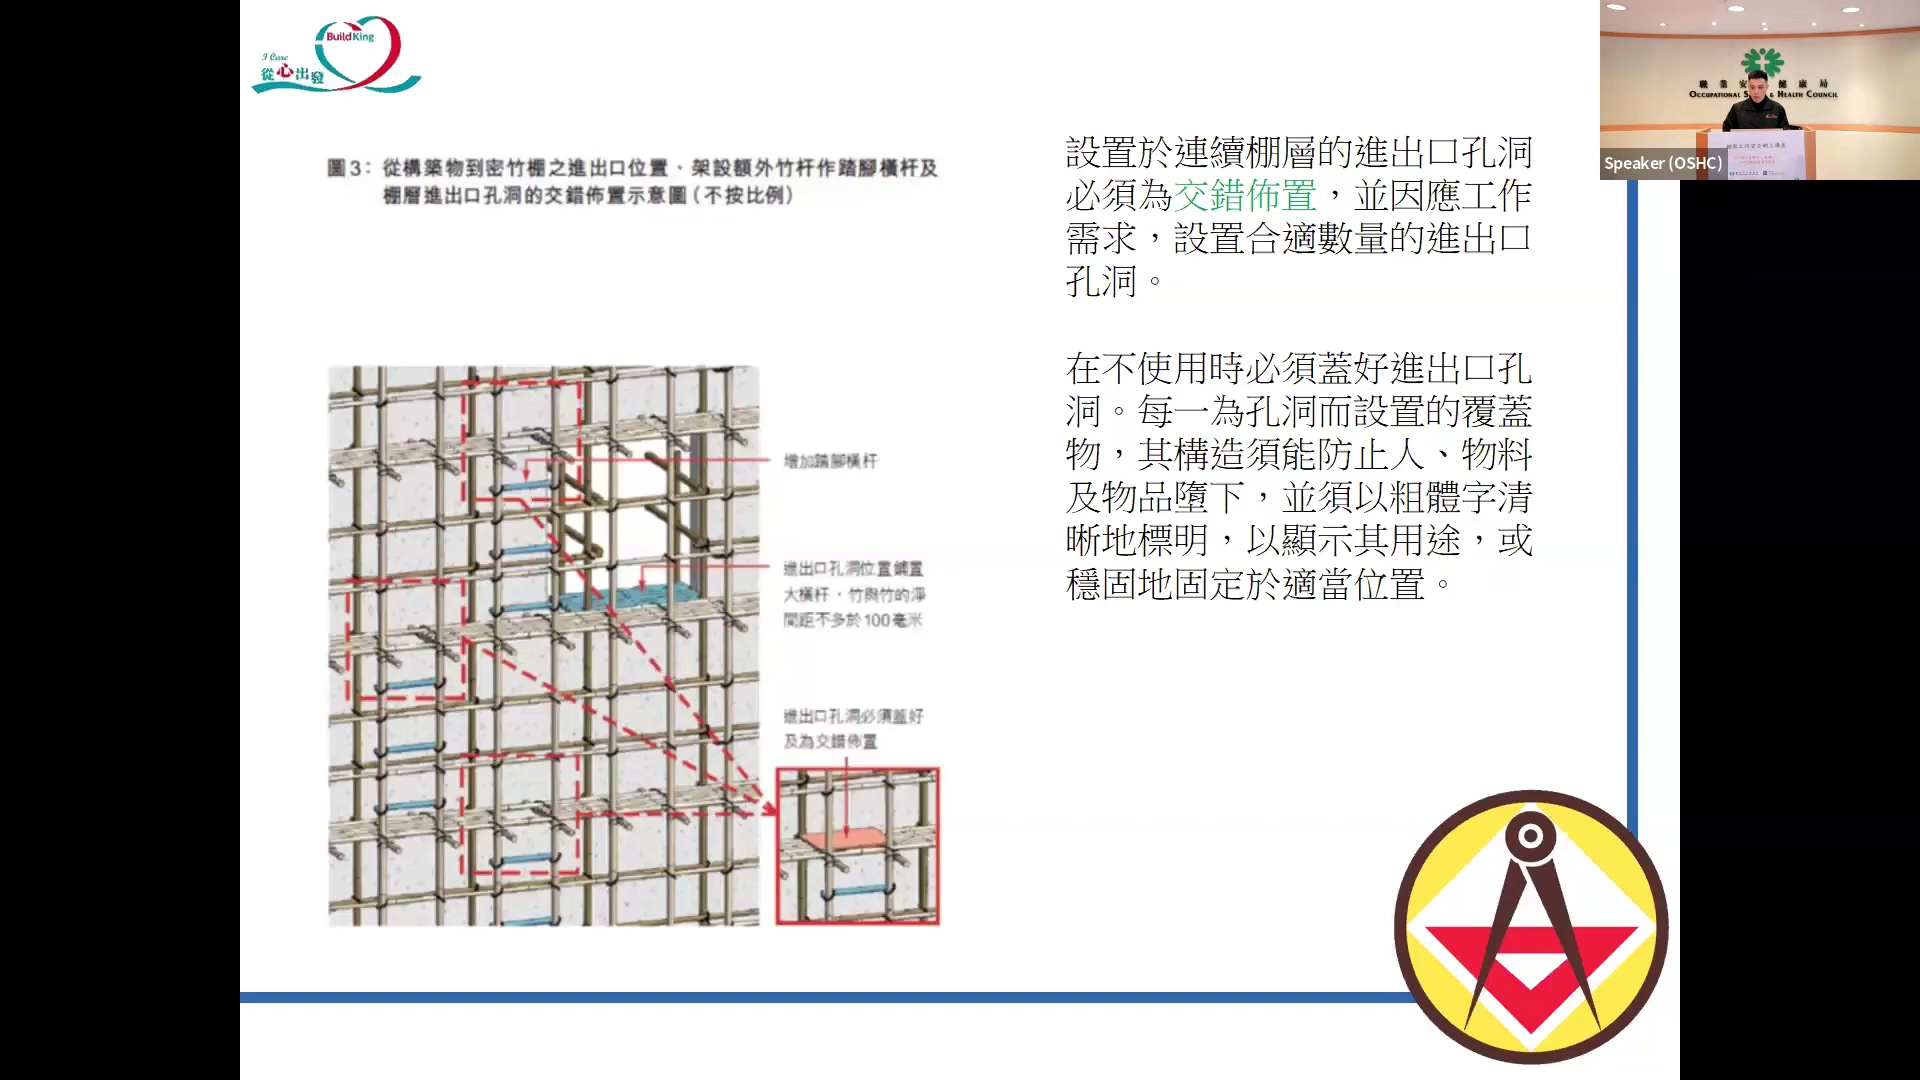 BuildKing
I Care
從心出發
圖3：從構築物到密竹棚之進出口位置、架設額外竹杆作踏腳橫杆及
棚層進出口孔洞的交錯佈置示意圖（不按比例）
增加踏腳橫杆
進出口孔洞位置鋪置
大橫杆，竹與竹的淨
間距不多於100毫米
進出口孔洞必須蓋好
及為交錯佈置
設置於連續棚層的進出口孔洞
必須為交錯佈置，並因應工作
需求，設置合適數量的進出口
孔洞。
在不使用時必須蓋好進出口孔
洞。每一為孔洞而設置的覆蓋
物，其構造須能防止人、物料
及物品墮下，並須以粗體字清
晰地標明，以顯示其用途，或
穩固地固定於適當位置。
職業安健康局
Occupational S & Health Council
Speaker (OSHC)